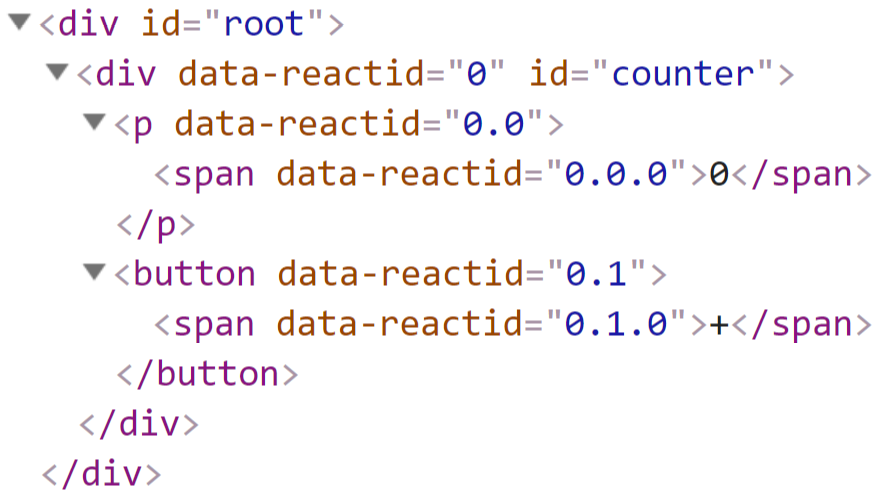 ▼<div id="root">
▼<div data-reactid="0" id="counter">
▼<p data-reactid="0.0">
<span data-reactid="0.0.0">0</span>
</p>
▼<button data-reactid="0.1">
<span data-reactid="0.1.0">+</span>
</button>
</div>
</div>